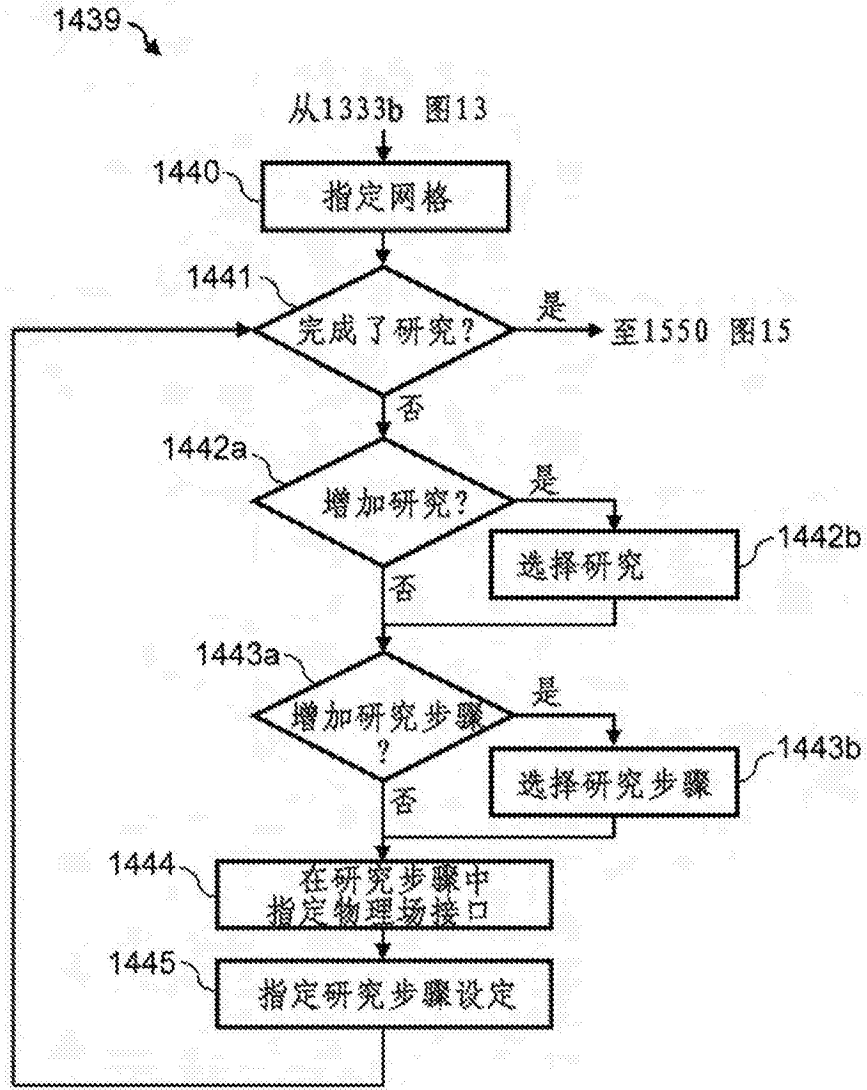 1439
从1333b 图13
1440
指定网格
1441
完成了研究?
是
至1550 图15
否
1442a
增加研究?
是
1442b
选择研究
否
1443a
增加研究步骤
?
是
1443b
选择研究步骤
否
1444
在研究步骤中
指定物理场接口
1445
指定研究步骤设定